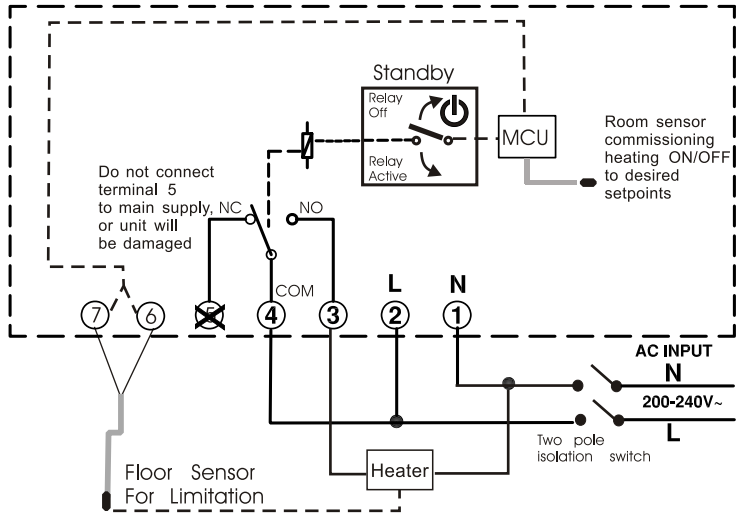 Standby
Relay
Off
Relay
Active
MCU
Room sensor
commissioning
heating ON/OFF
to desired
setpoints
Do not connect
terminal 5
to main supply,
or unit will
be damaged
NC
NO
COM
L
N
7
6
5
4
3
2
1
AC INPUT
N
200-240V~
L
Two pole
isolation switch
Heater
Floor Sensor
For Limitation